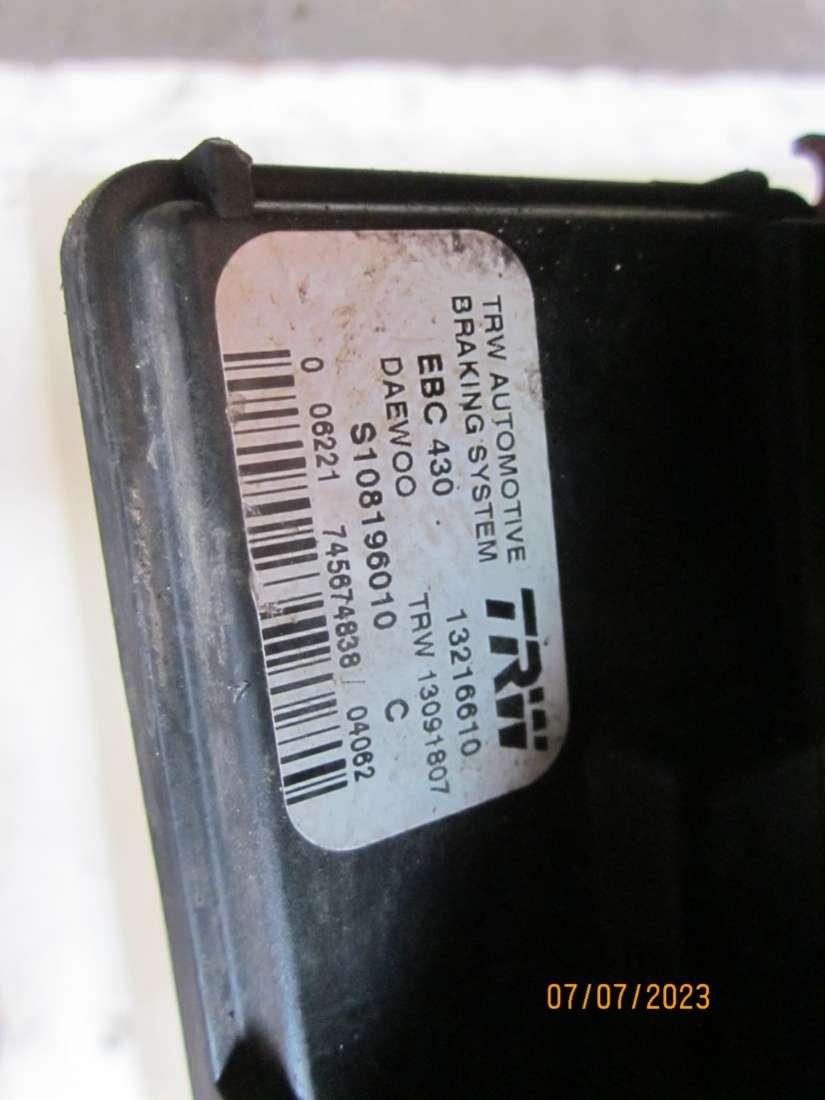 TRW AUTOMOTIVE
BRAKING SYSTEM
TRW
EBC 430
13216610
DAEWOO
TRW 13091807
S108196010
C
0 06221 745674838/ 04062
07/07/2023